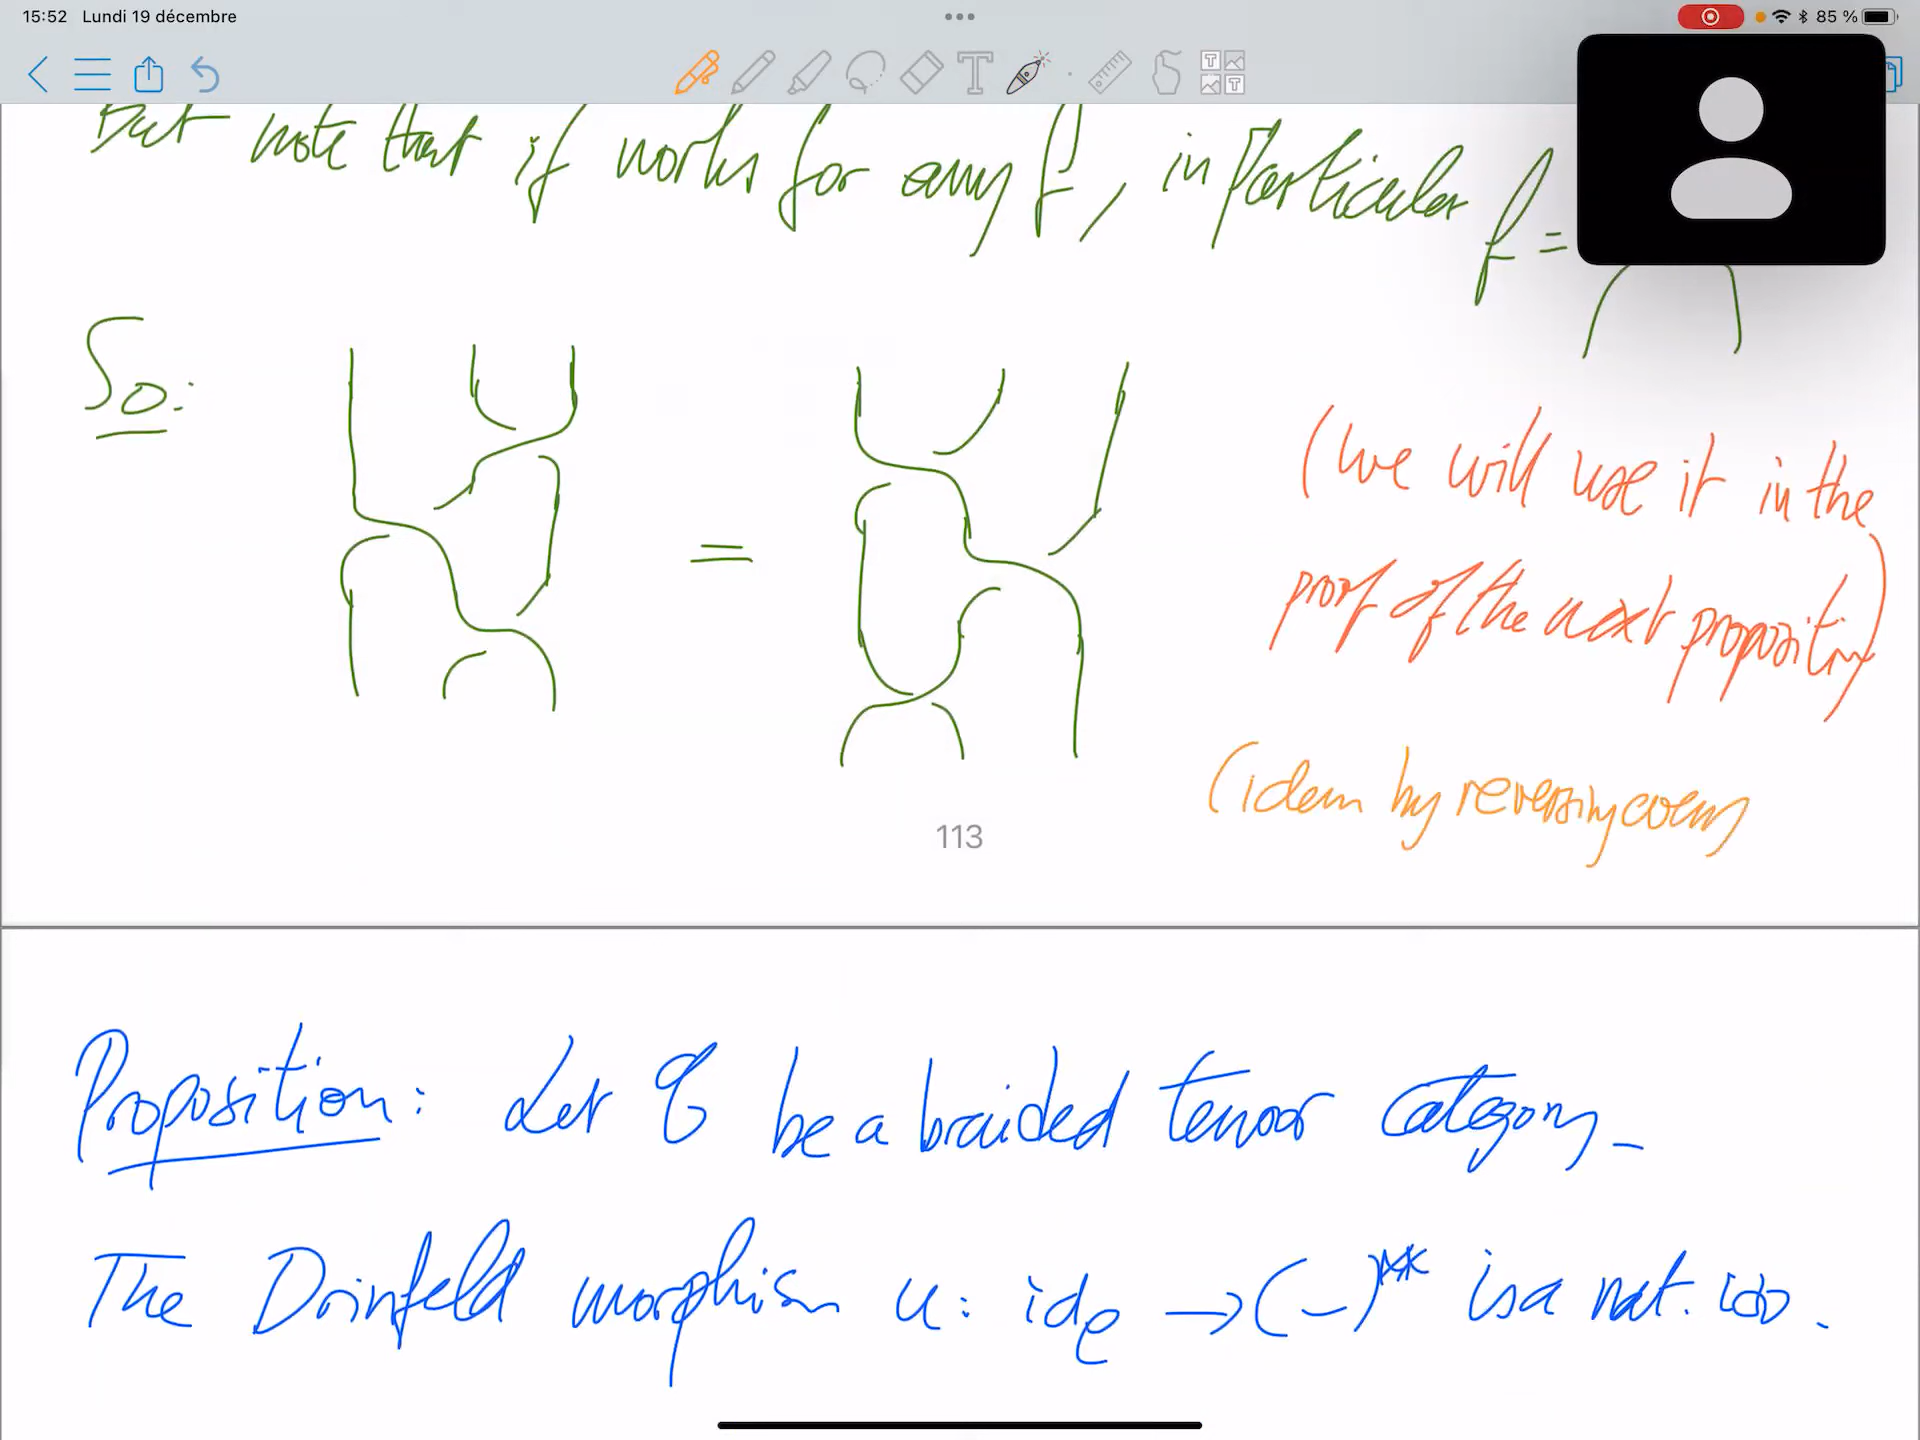 15:52 Lundi 19 décembre
85 %
But note that it works for any f, in particular f =
So:
=
(we will use it in the
proof of the next proposition)
(idem by reversing
113
Proposition: Let C be a braided tensor category.
The Drinfeld morphism u: id_C → (−)** is a nat. iso.